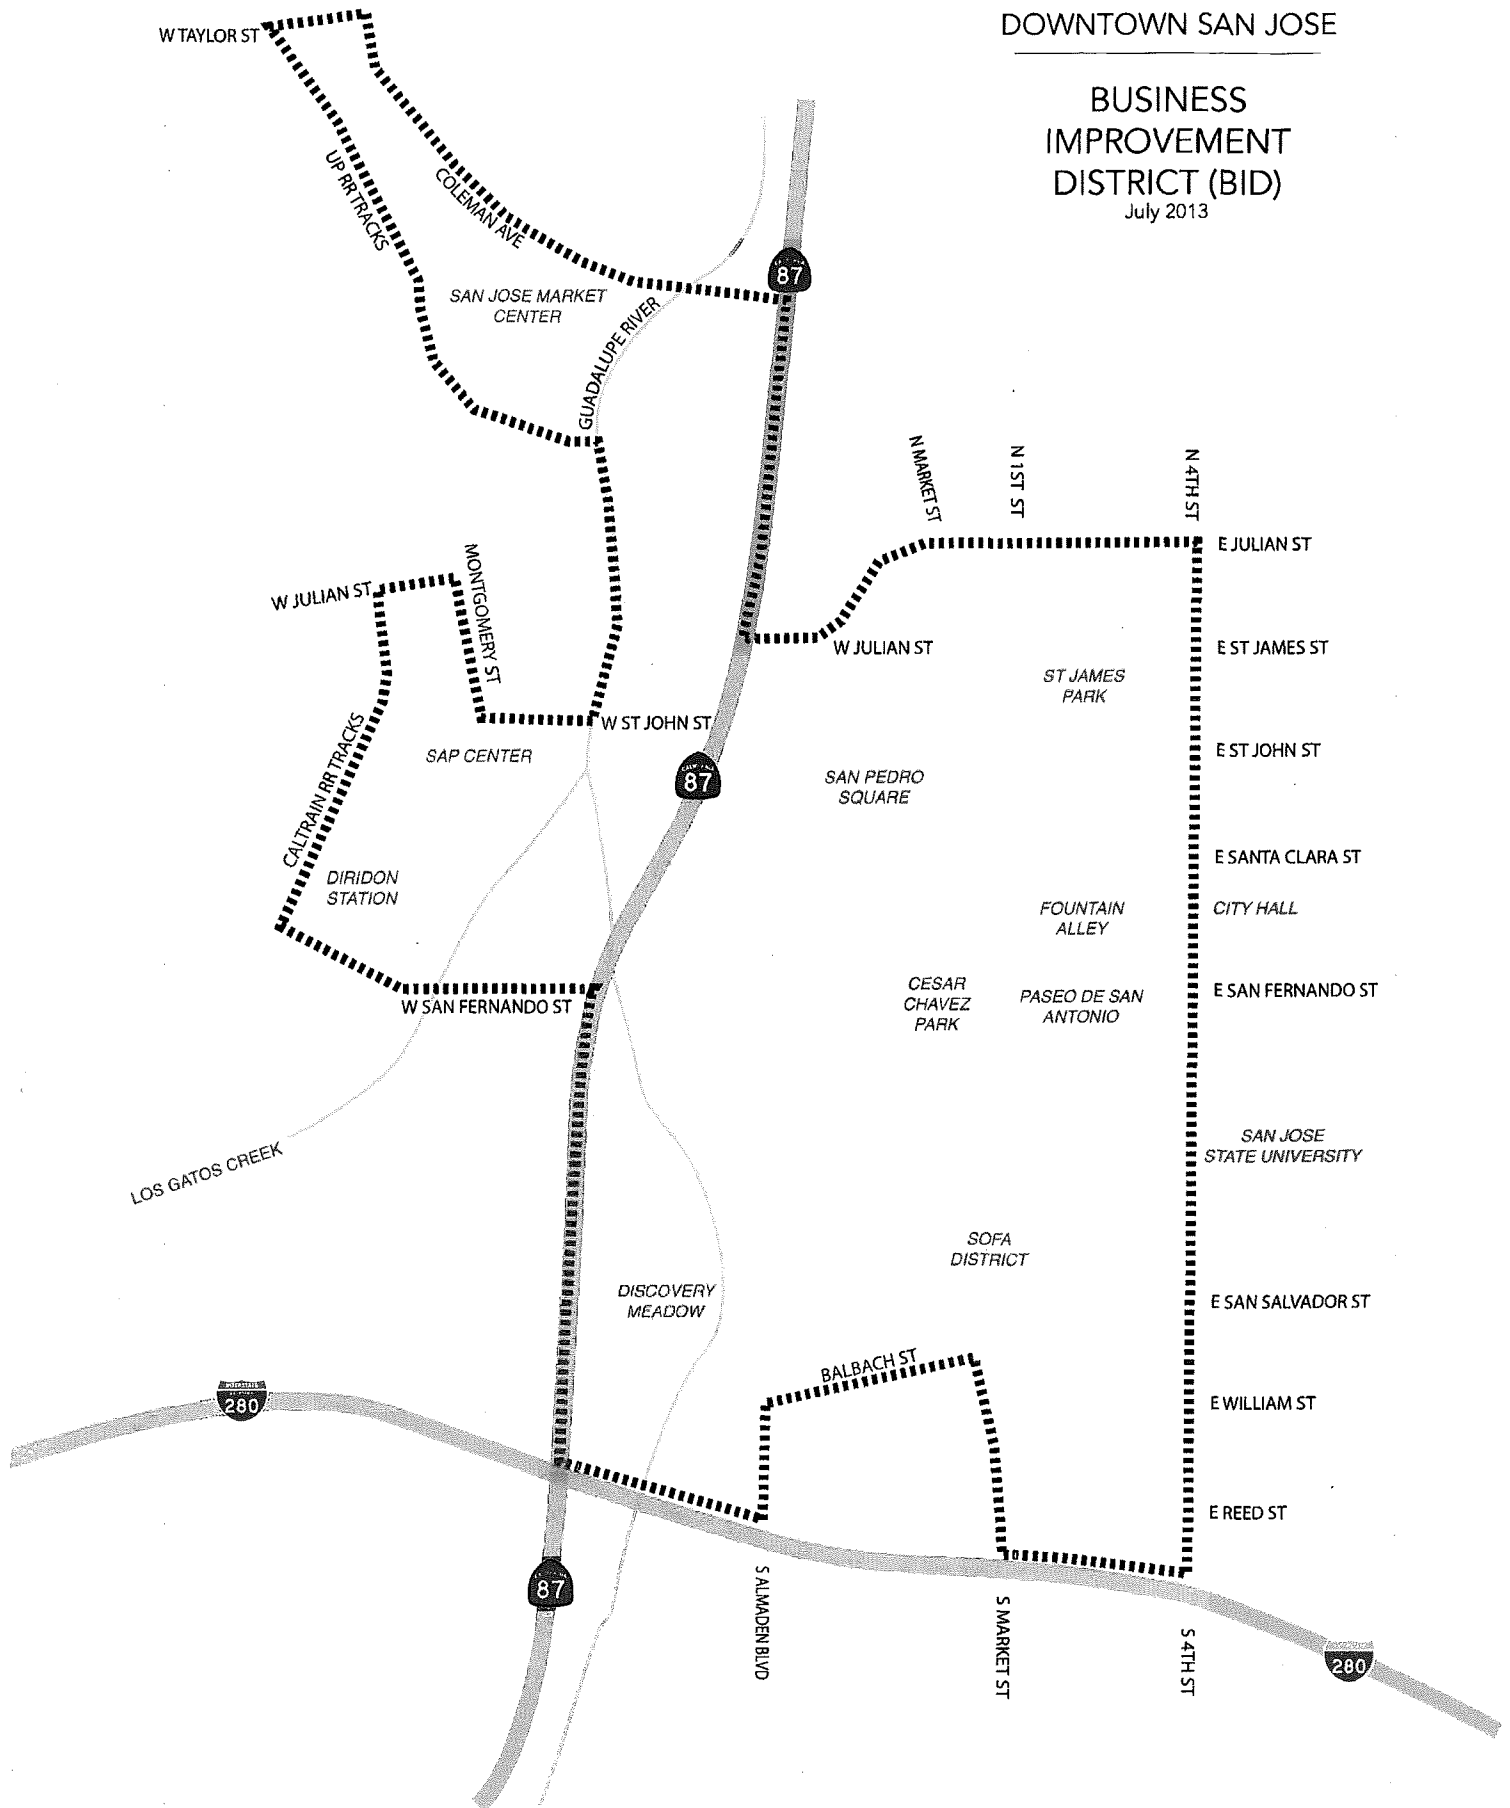 DOWNTOWN SAN JOSE
BUSINESS
IMPROVEMENT
DISTRICT (BID)
July 2013
W TAYLOR ST
UP RR TRACKS
COLEMAN AVE
87
SAN JOSE MARKET
CENTER
GUADALUPE RIVER
N MARKET ST
N 1ST ST
N 4TH ST
E JULIAN ST
W JULIAN ST
MONTGOMERY ST
W JULIAN ST
E ST JAMES ST
ST JAMES
PARK
W ST JOHN ST
CALTRAIN RR TRACKS
SAP CENTER
87
SAN PEDRO
SQUARE
E ST JOHN ST
E SANTA CLARA ST
DIRIDON
STATION
FOUNTAIN
ALLEY
CITY HALL
CESAR
CHAVEZ
PARK
PASEO DE SAN
ANTONIO
E SAN FERNANDO ST
W SAN FERNANDO ST
LOS GATOS CREEK
SAN JOSE
STATE UNIVERSITY
SOFA
DISTRICT
DISCOVERY
MEADOW
E SAN SALVADOR ST
BALBACH ST
280
E WILLIAM ST
E REED ST
87
S ALMADEN BLVD
S MARKET ST
S 4TH ST
280